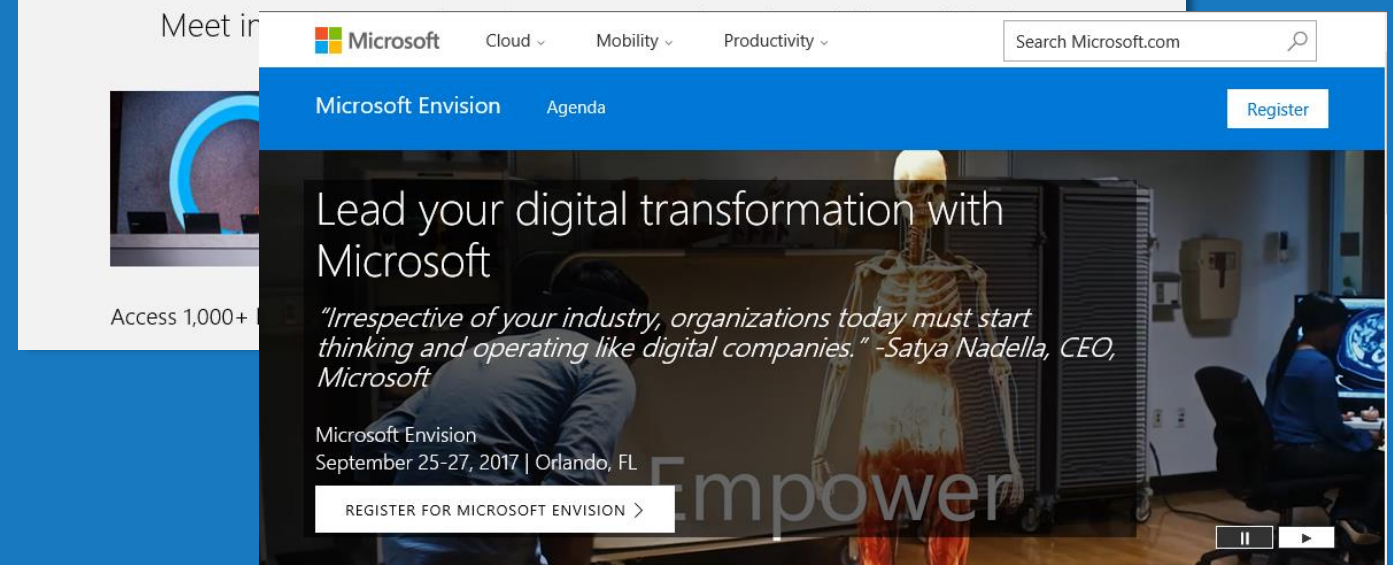 Meet in
Access 1,000+
Microsoft
Cloud
Mobility
Productivity
Search Microsoft.com
Microsoft Envision
Agenda
Register
Lead your digital transformation with
Microsoft
“Irrespective of your industry, organizations today must start
thinking and operating like digital companies.” -Satya Nadella, CEO,
Microsoft
Microsoft Envision
September 25-27, 2017 | Orlando, FL
Empower
REGISTER FOR MICROSOFT ENVISION >